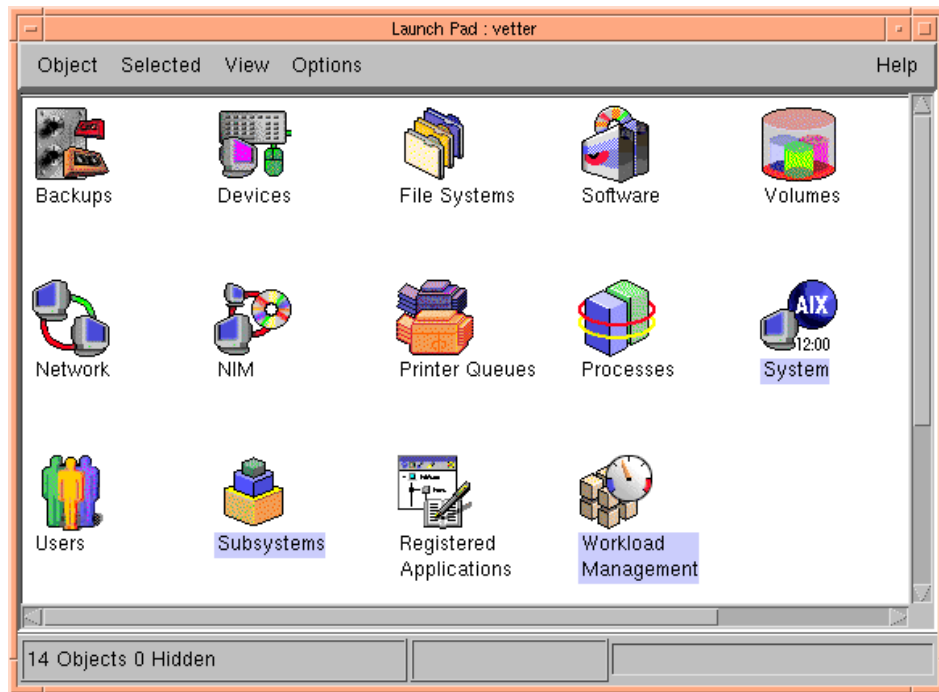 Launch Pad : vetter
Object Selected View Options Help
Backups Devices File Systems Software Volumes
AIX
12:00
Network NIM Printer Queues Processes System
Users Subsystems Registered Applications Workload Management
14 Objects 0 Hidden